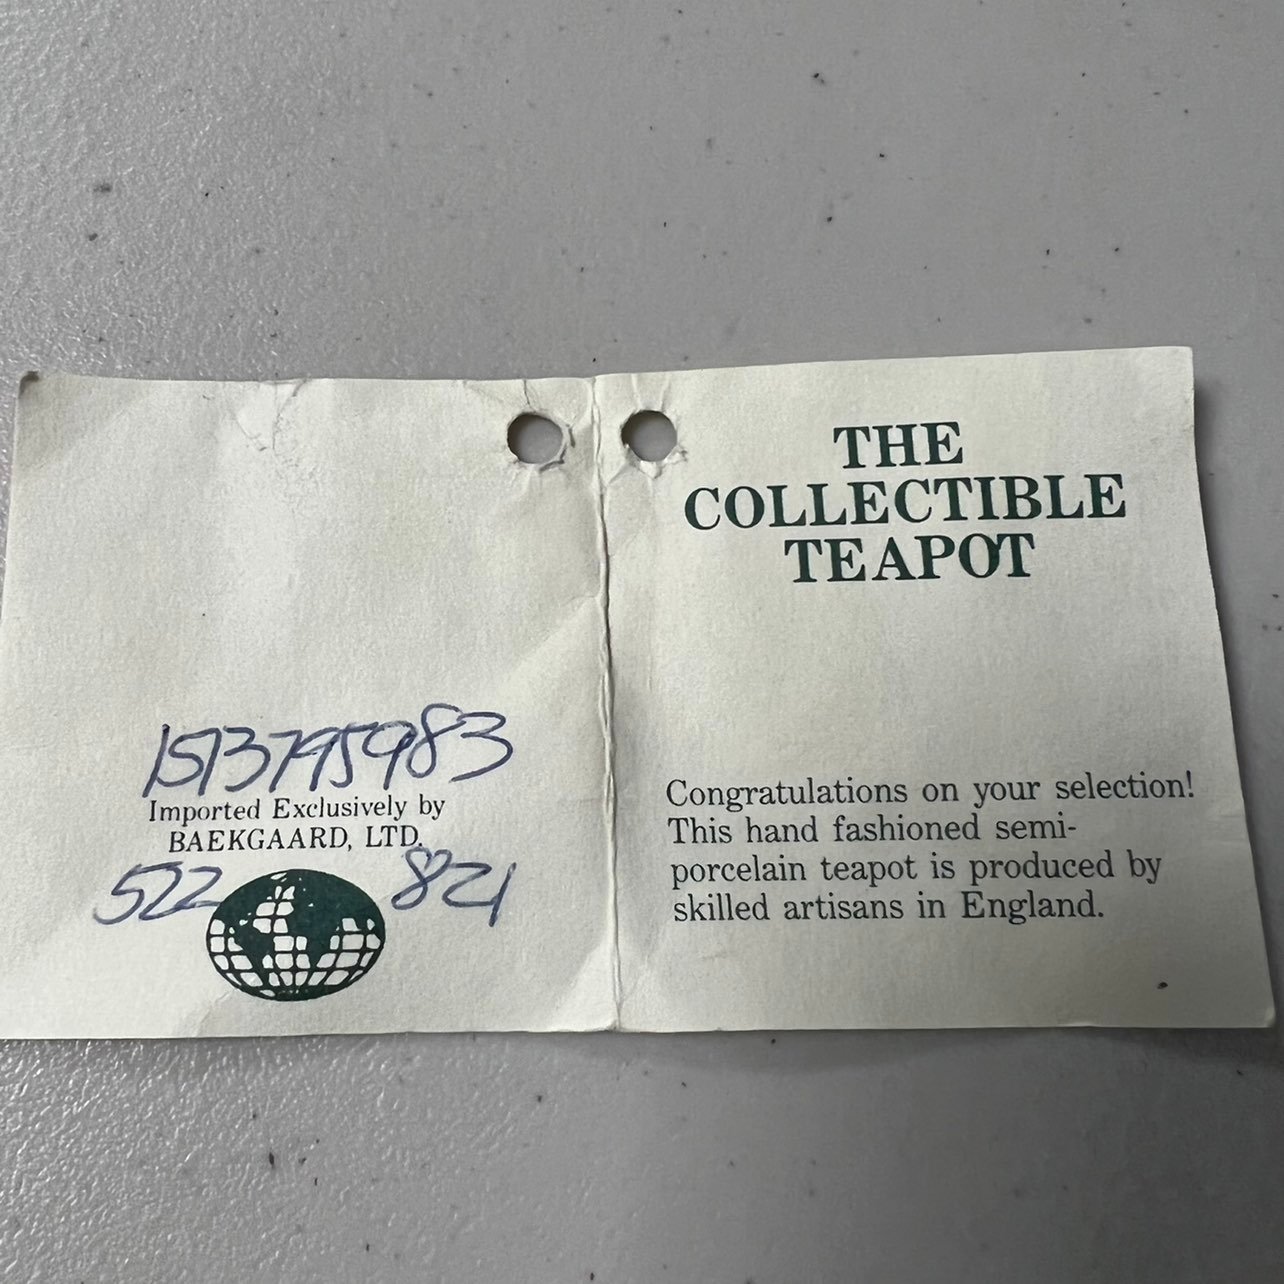 1573795983
Imported Exclusively by
BAEKGAARD, LTD.
522 821
THE
COLLECTIBLE
TEAPOT
Congratulations on your selection!
This hand fashioned semi-
porcelain teapot is produced by
skilled artisans in England.